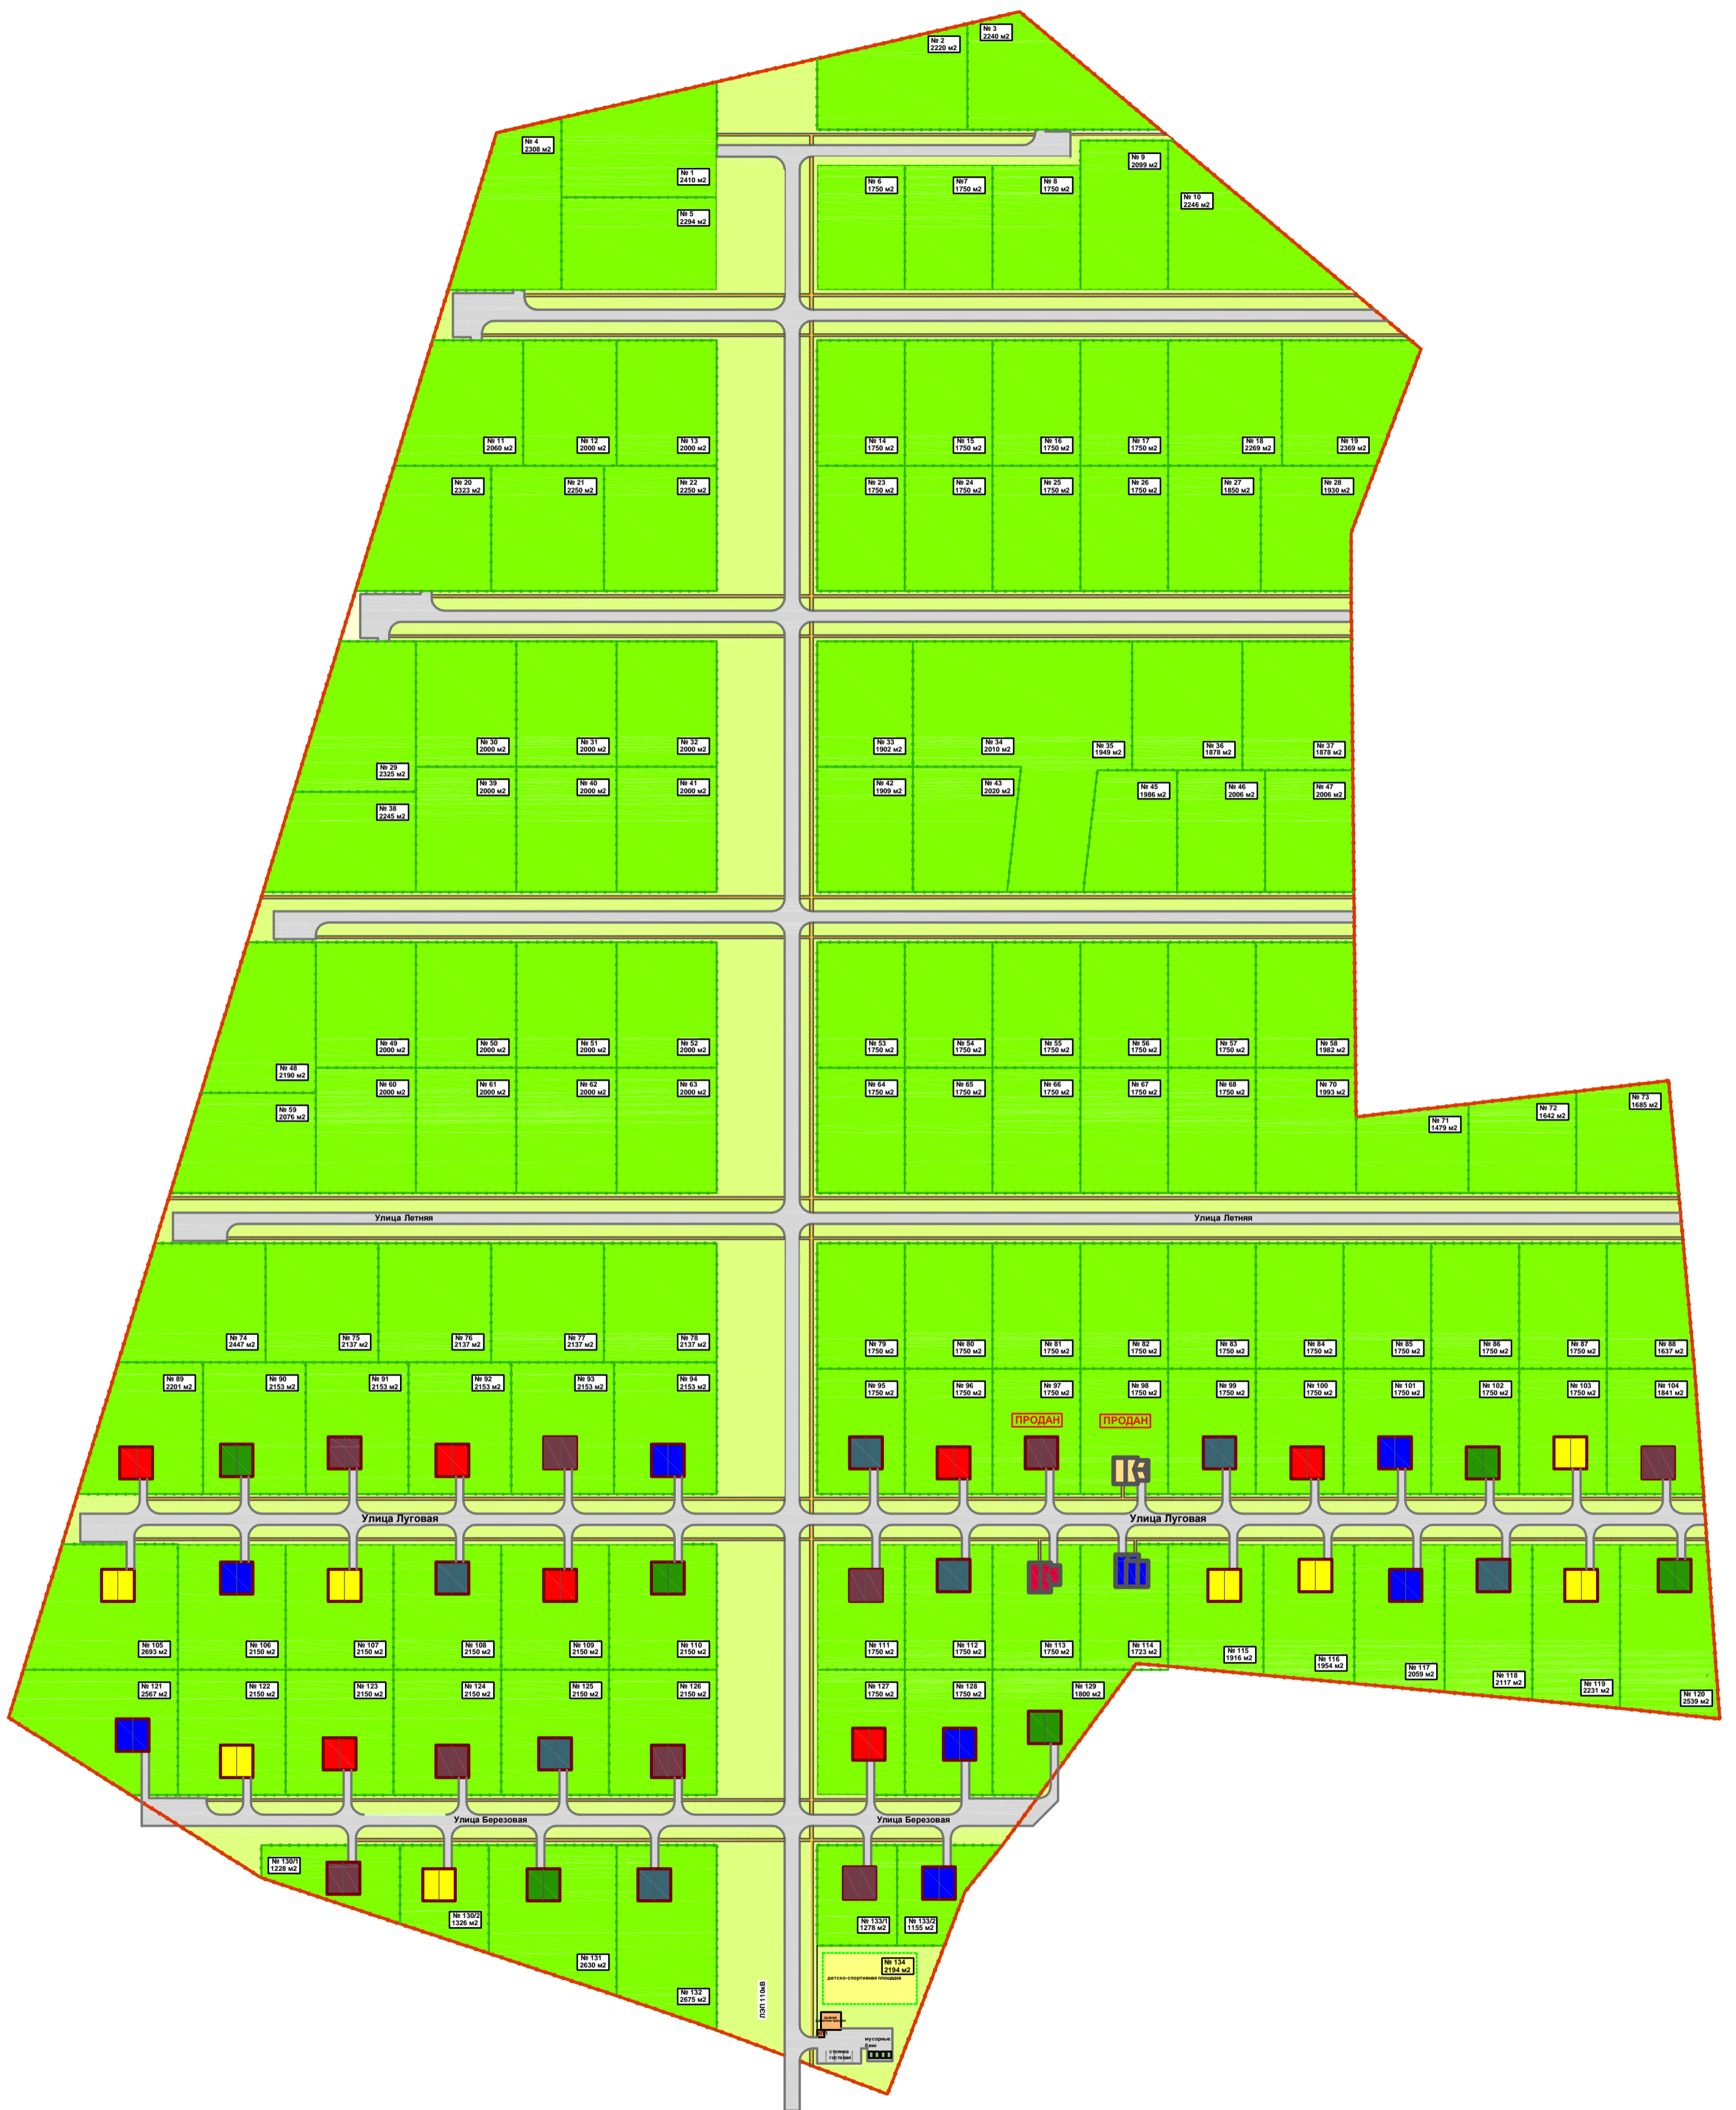 № 3
2240 м2
№ 2
2220 м2
№ 4
2308 м2
№ 1
2410 м2
№ 5
2294 м2
№ 6
1750 м2
№7
1750 м2
№ 8
1750 м2
№ 9
2099 м2
№ 10
2246 м2
№ 11
2060 м2
№ 12
2000 м2
№ 13
2000 м2
№ 14
1750 м2
№ 15
1750 м2
№ 16
1750 м2
№ 17
1750 м2
№ 18
2269 м2
№ 19
2369 м2
№ 20
2323 м2
№ 21
2250 м2
№ 22
2250 м2
№ 23
1750 м2
№ 24
1750 м2
№ 25
1750 м2
№ 26
1750 м2
№ 27
1850 м2
№ 28
1930 м2
№ 29
2325 м2
№ 30
2000 м2
№ 31
2000 м2
№ 32
2000 м2
№ 33
1902 м2
№ 34
2010 м2
№ 35
1949 м2
№ 36
1878 м2
№ 37
1878 м2
№ 38
2245 м2
№ 39
2000 м2
№ 40
2000 м2
№ 41
2000 м2
№ 42
1909 м2
№ 43
2020 м2
№ 45
1986 м2
№ 46
2006 м2
№ 47
2006 м2
№ 48
2190 м2
№ 49
2000 м2
№ 50
2000 м2
№ 51
2000 м2
№ 52
2000 м2
№ 53
1750 м2
№ 54
1750 м2
№ 55
1750 м2
№ 56
1750 м2
№ 57
1750 м2
№ 58
1982 м2
№ 59
2076 м2
№ 60
2000 м2
№ 61
2000 м2
№ 62
2000 м2
№ 63
2000 м2
№ 64
1750 м2
№ 65
1750 м2
№ 66
1750 м2
№ 67
1750 м2
№ 68
1750 м2
№ 70
1993 м2
№ 71
1479 м2
№ 72
1642 м2
№ 73
1685 м2
Улица Летняя
Улица Летняя
№ 74
2447 м2
№ 75
2137 м2
№ 76
2137 м2
№ 77
2137 м2
№ 78
2137 м2
№ 79
1750 м2
№ 80
1750 м2
№ 81
1750 м2
№ 82
1750 м2
№ 83
1750 м2
№ 84
1750 м2
№ 85
1750 м2
№ 86
1750 м2
№ 87
1750 м2
№ 88
1637 м2
№ 89
2201 м2
№ 90
2153 м2
№ 91
2153 м2
№ 92
2153 м2
№ 93
2153 м2
№ 94
2153 м2
№ 95
1750 м2
№ 96
1750 м2
№ 97
1750 м2
№ 98
1750 м2
№ 99
1750 м2
№ 100
1750 м2
№ 101
1750 м2
№ 102
1750 м2
№ 103
1750 м2
№ 104
1841 м2
ПРОДАН
ПРОДАН
Улица Луговая
Улица Луговая
№ 105
2693 м2
№ 106
2150 м2
№ 107
2150 м2
№ 108
2150 м2
№ 109
2150 м2
№ 110
2150 м2
№ 111
1750 м2
№ 112
1750 м2
№ 113
1750 м2
№ 114
1723 м2
№ 115
1916 м2
№ 116
1954 м2
№ 117
2059 м2
№ 118
2117 м2
№ 119
2231 м2
№ 120
2539 м2
№ 121
2567 м2
№ 122
2150 м2
№ 123
2150 м2
№ 124
2150 м2
№ 125
2150 м2
№ 126
2150 м2
№ 127
1750 м2
№ 128
1750 м2
№ 129
1800 м2
Улица Березовая
Улица Березовая
№ 130/1
1228 м2
№ 130/2
1326 м2
№ 131
2630 м2
№ 132
2675 м2
№ 133/1
1278 м2
№ 133/2
1155 м2
№ 134
2194 м2
детско-спортивная площадка
ЛЭП 110кВ
мусорные
баки
стоянка
гостевая